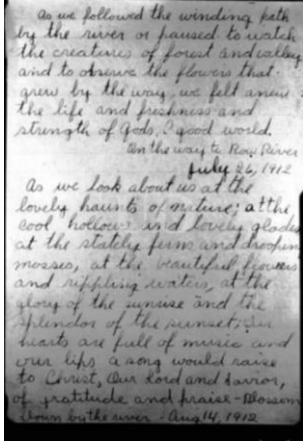 As we followed the winding path
by the river or paused to watch
the creatures of forest and valley
and to observe the flowers that
grew by the way, we felt anew
the life and freshness and
strength of Gods, good world.
On the way to Row River
July 26, 1912
As we look about us at the
lovely haunts of nature; at the
cool hollows and lovely glades
at the stately firs and drooping
mosses, at the beautiful flowers
and rippling waters, at the
glory of the sunrise and the
splendor of the sunset; our
hearts are full of music and
our lips a song would raise
to Christ, Our Lord and Savior,
of gratitude and praise - Blossom
down by the river - Aug 14, 1912